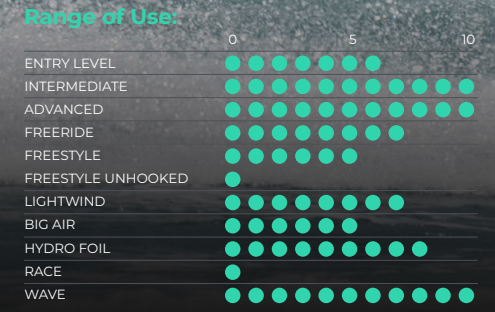 Range of Use:
0 5 10
ENTRY LEVEL
INTERMEDIATE
ADVANCED
FREERIDE
FREESTYLE
FREESTYLE UNHOOKED
LIGHTWIND
BIG AIR
HYDRO FOIL
RACE
WAVE